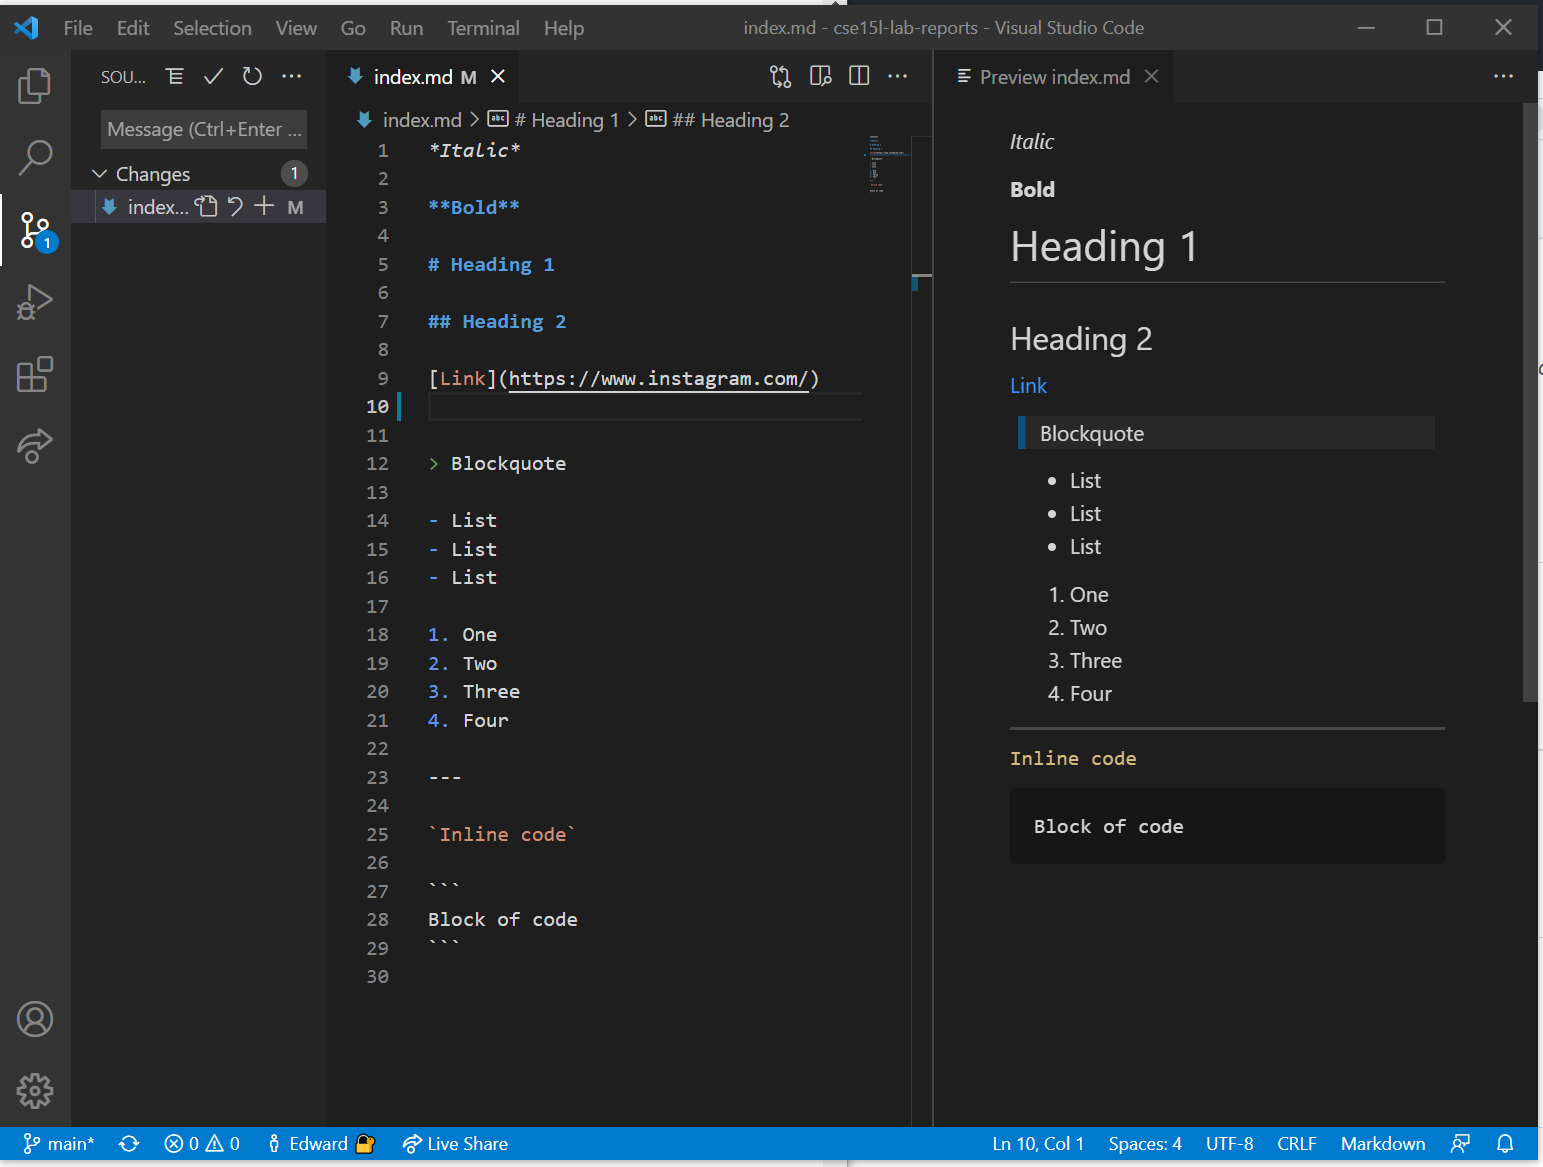 File Edit Selection View Go Run Terminal Help index.md - cse15l-lab-reports - Visual Studio Code
SOU...
Message (Ctrl+Enter ...
Changes 1
index... M
1
index.md M
index.md > # Heading 1 > ## Heading 2
1 *Italic*
2
3 **Bold**
4
5 # Heading 1
6
7 ## Heading 2
8
9 [Link](https://www.instagram.com/)
10
11
12 > Blockquote
13
14 - List
15 - List
16 - List
17
18 1. One
19 2. Two
20 3. Three
21 4. Four
22
23 ---
24
25 `Inline code`
26
27 ```
28 Block of code
29 ```
30
Preview index.md
Italic
Bold
Heading 1
Heading 2
Link
Blockquote
• List
• List
• List
1. One
2. Two
3. Three
4. Four
Inline code
Block of code
main* 0 0 Edward Live Share Ln 10, Col 1 Spaces: 4 UTF-8 CRLF Markdown